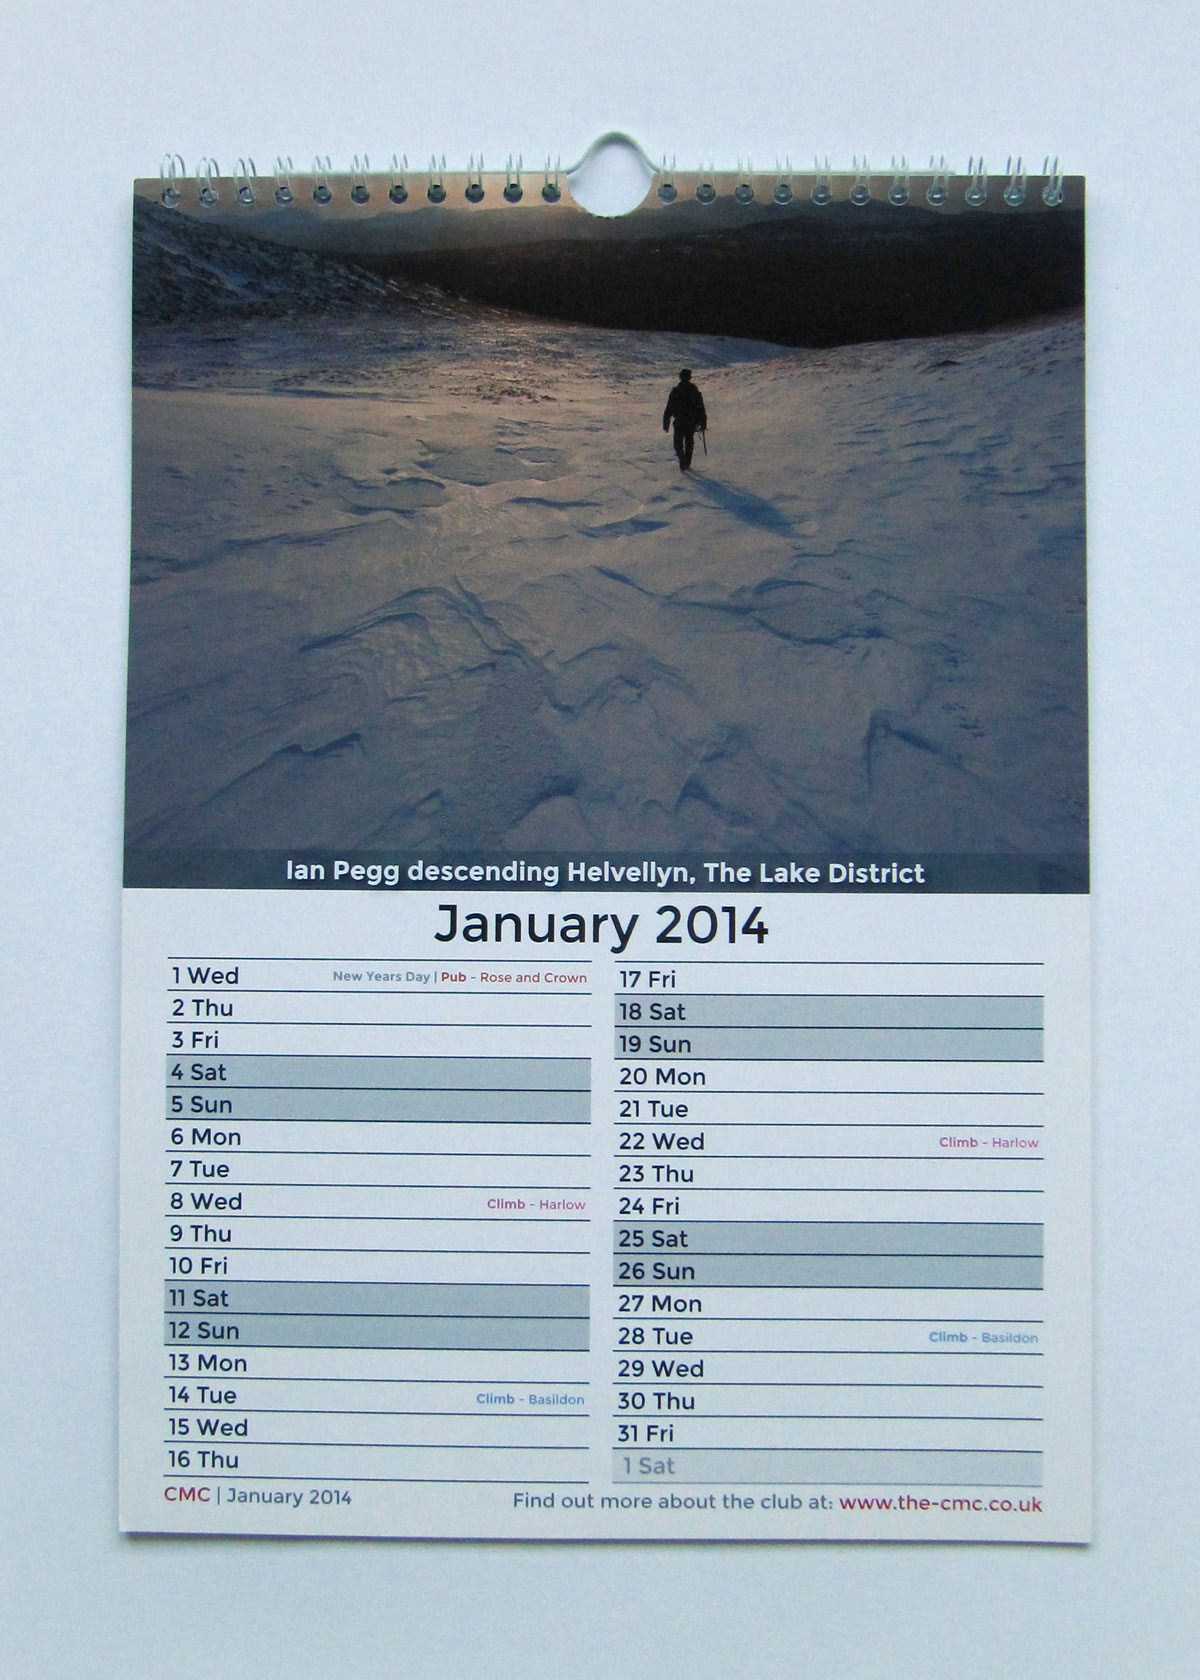 Ian Pegg descending Helvellyn, The Lake District
January 2014
1 Wed New Years Day | Pub - Rose and Crown
2 Thu
3 Fri
4 Sat
5 Sun
6 Mon
7 Tue
8 Wed Climb - Harlow
9 Thu
10 Fri
11 Sat
12 Sun
13 Mon
14 Tue Climb - Basildon
15 Wed
16 Thu
17 Fri
18 Sat
19 Sun
20 Mon
21 Tue
22 Wed Climb - Harlow
23 Thu
24 Fri
25 Sat
26 Sun
27 Mon
28 Tue Climb - Basildon
29 Wed
30 Thu
31 Fri
1 Sat
CMC | January 2014
Find out more about the club at: www.the-cmc.co.uk